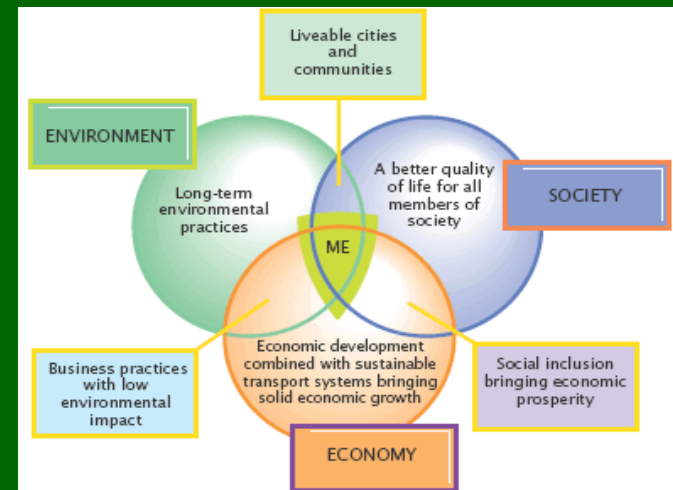 Liveable cities
and
communities
ENVIRONMENT
A better quality
of life for all
members of
society
SOCIETY
Long-term
environmental
practices
ME
Economic development
combined with sustainable
transport systems bringing
solid economic growth
Business practices
with low
environmental
impact
Social inclusion
bringing economic
prosperity
ECONOMY